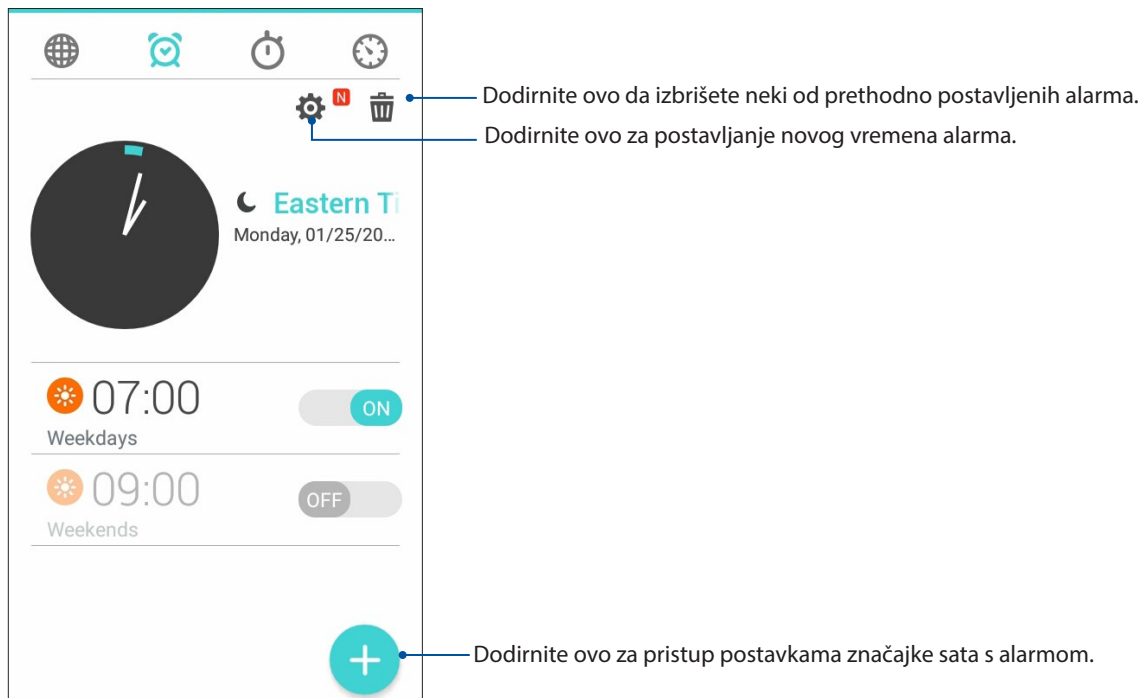 N
Dodirnite ovo da izbrišete neki od prethodno postavljenih alarma.
Dodirnite ovo za postavljanje novog vremena alarma.
Eastern Ti
Monday, 01/25/20...
07:00
ON
Weekdays
09:00
OFF
Weekends
Dodirnite ovo za pristup postavkama značajke sata s alarmom.